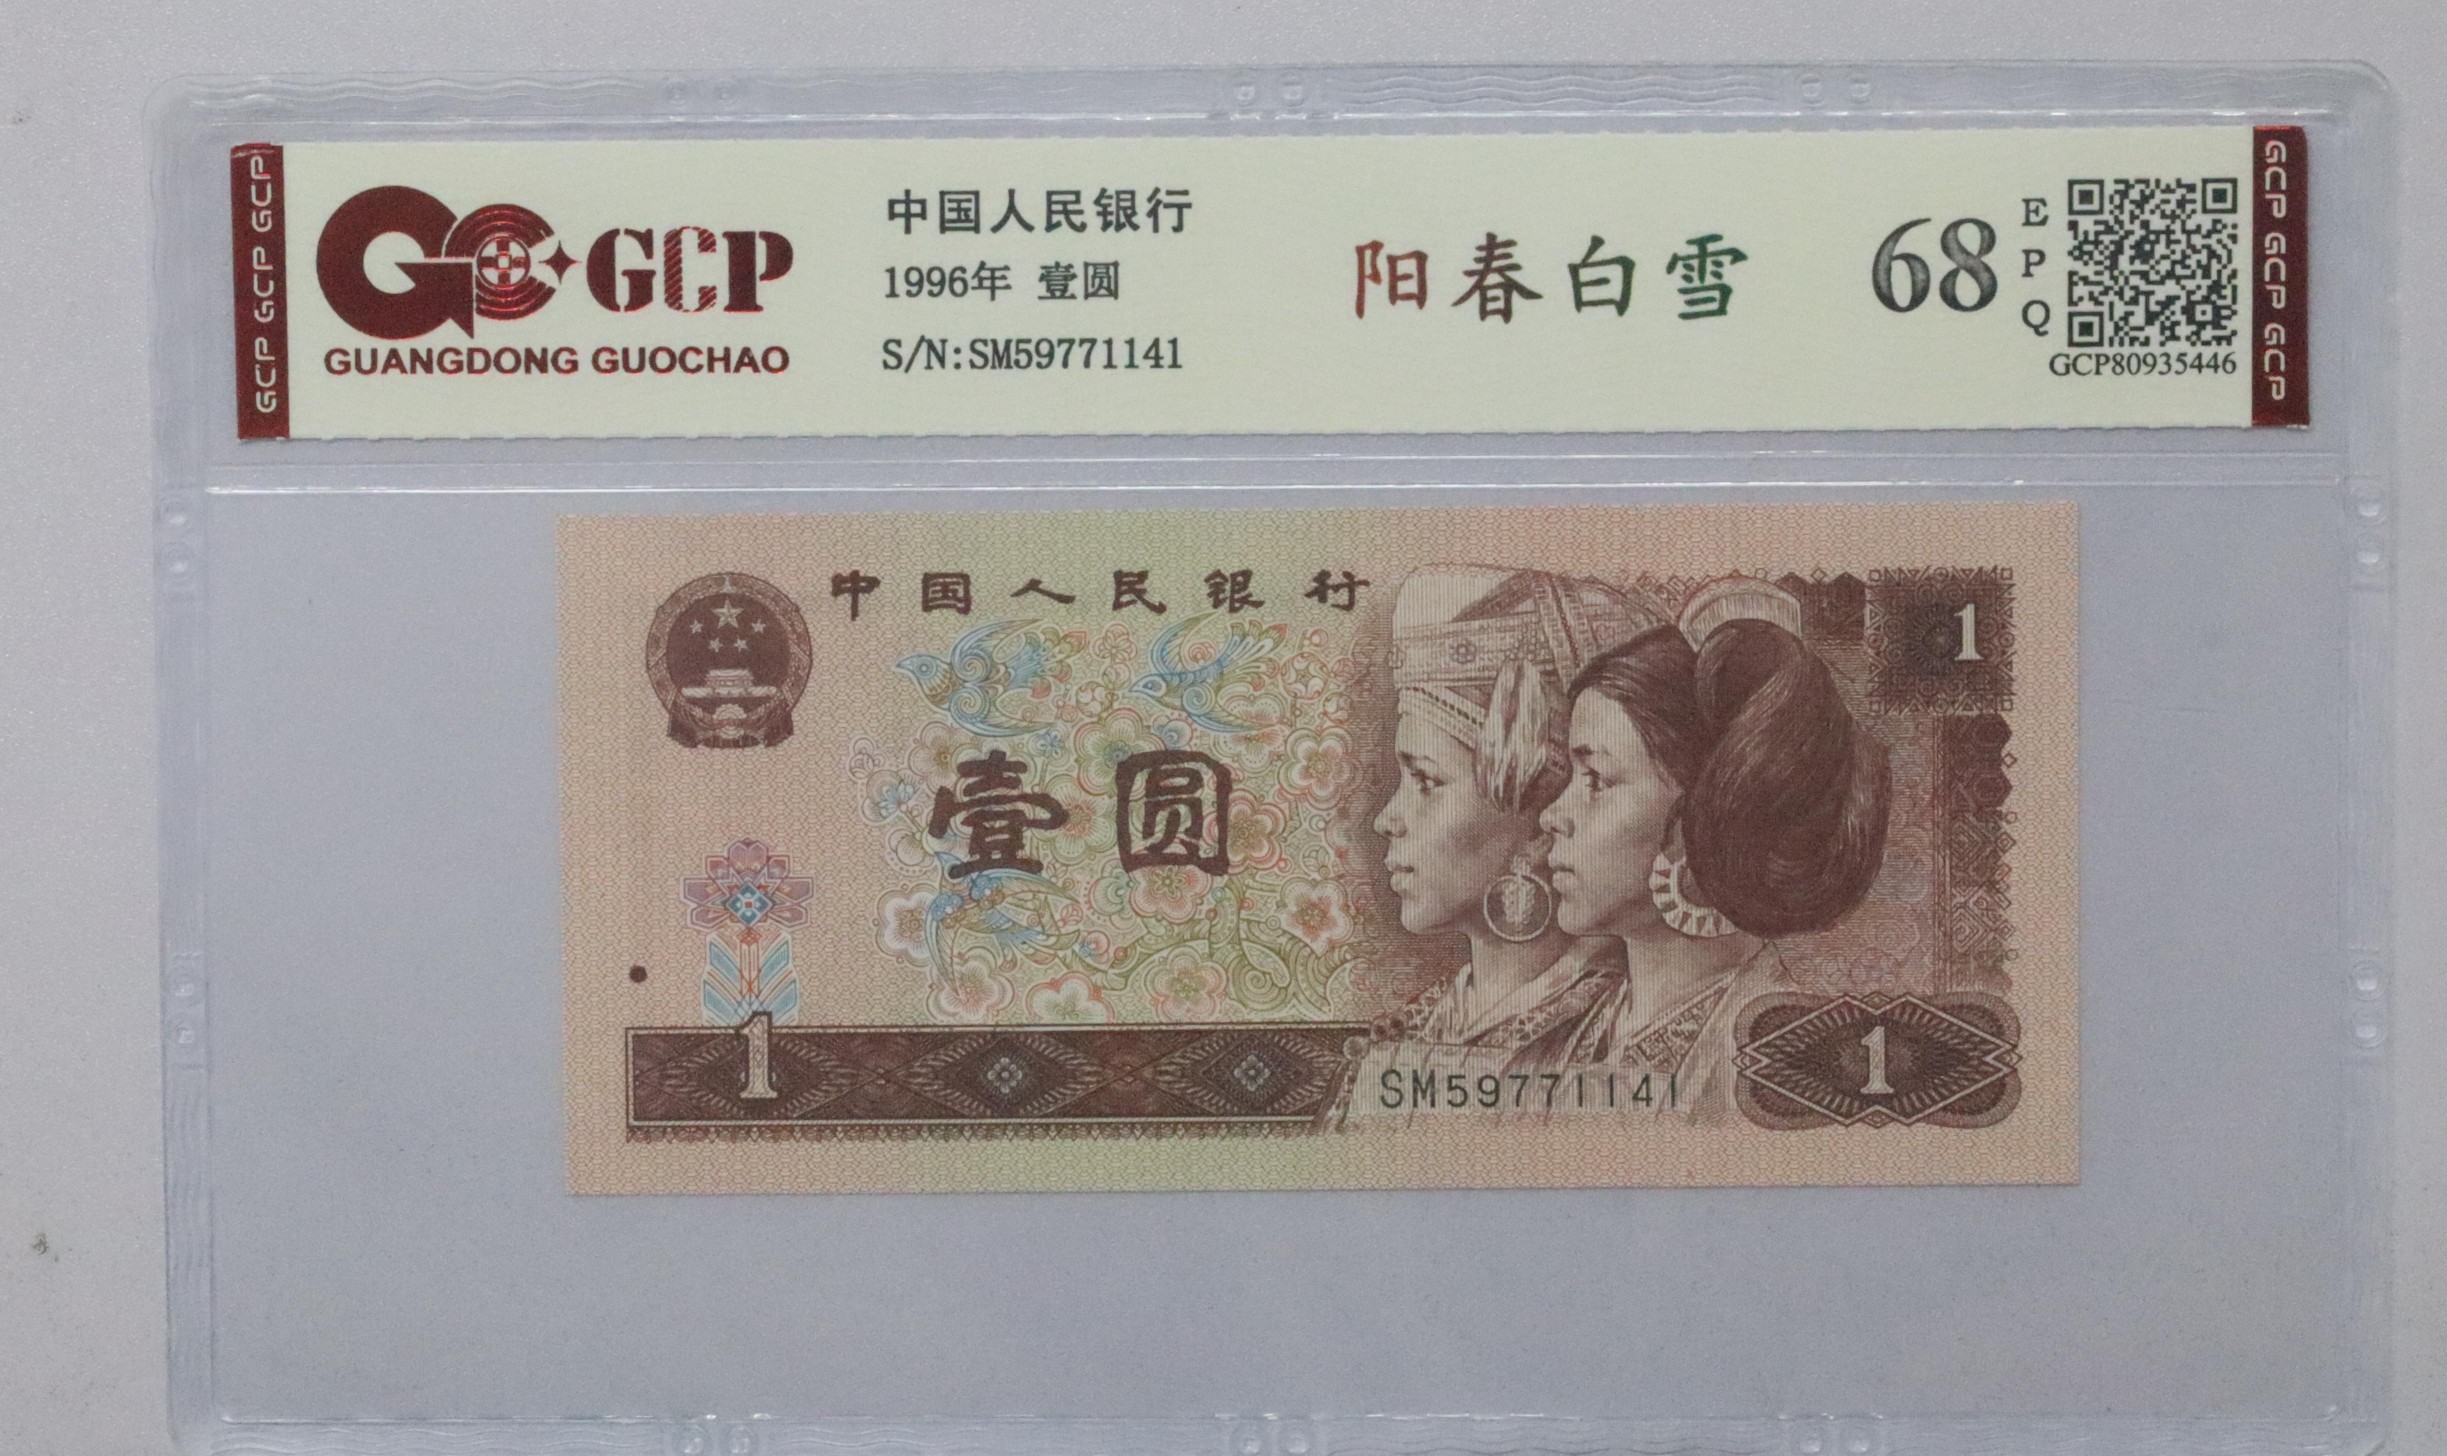 GCP GCP GCP
GCP
GUANGDONG GUOCHAO
中国人民银行
1996年 壹圆
S/N:SM59771141
阳春白雪
68
E
P
Q
GCP80935446
GCP GCP GCP
中国人民银行
1
壹圆
1
SM59771141
1